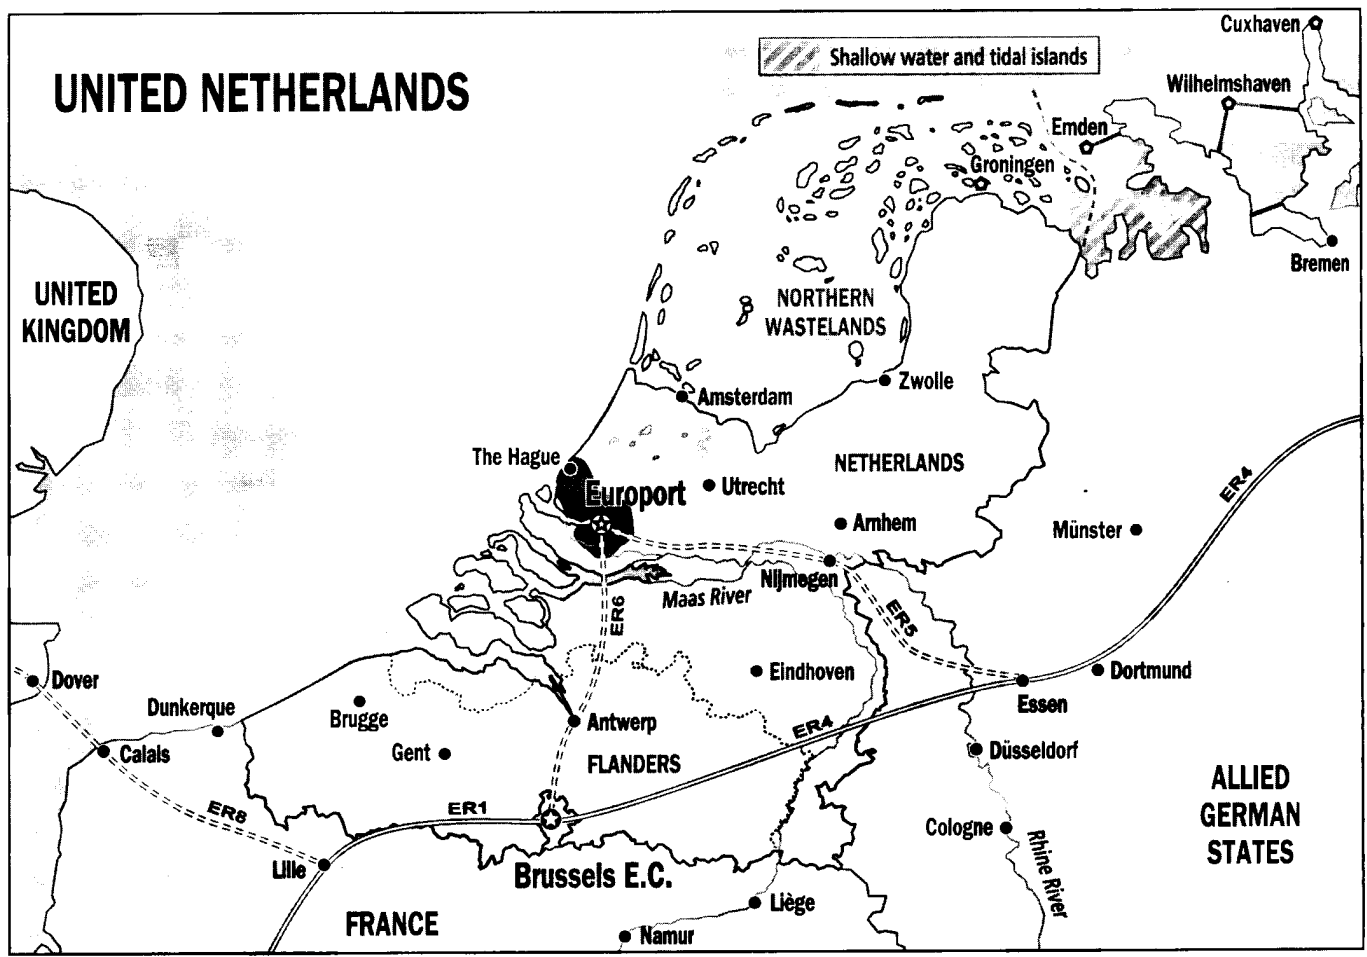 Cuxhaven
Shallow water and tidal islands
UNITED NETHERLANDS
Wilhelmshaven
Emden
Groningen
Bremen
UNITED
KINGDOM
NORTHERN
WASTELANDS
Zwolle
Amsterdam
The Hague
NETHERLANDS
Europort
Utrecht
ER4
Arnhem
Münster
Nijmegen
Maas River
ER6
ER5
Dover
Eindhoven
Dortmund
Essen
Dunkerque
Brugge
Antwerp
ER4
Calais
Gent
FLANDERS
Düsseldorf
ALLIED
GERMAN
STATES
ER8
ER1
Cologne
Rhine River
Lille
Brussels E.C.
Liège
FRANCE
Namur